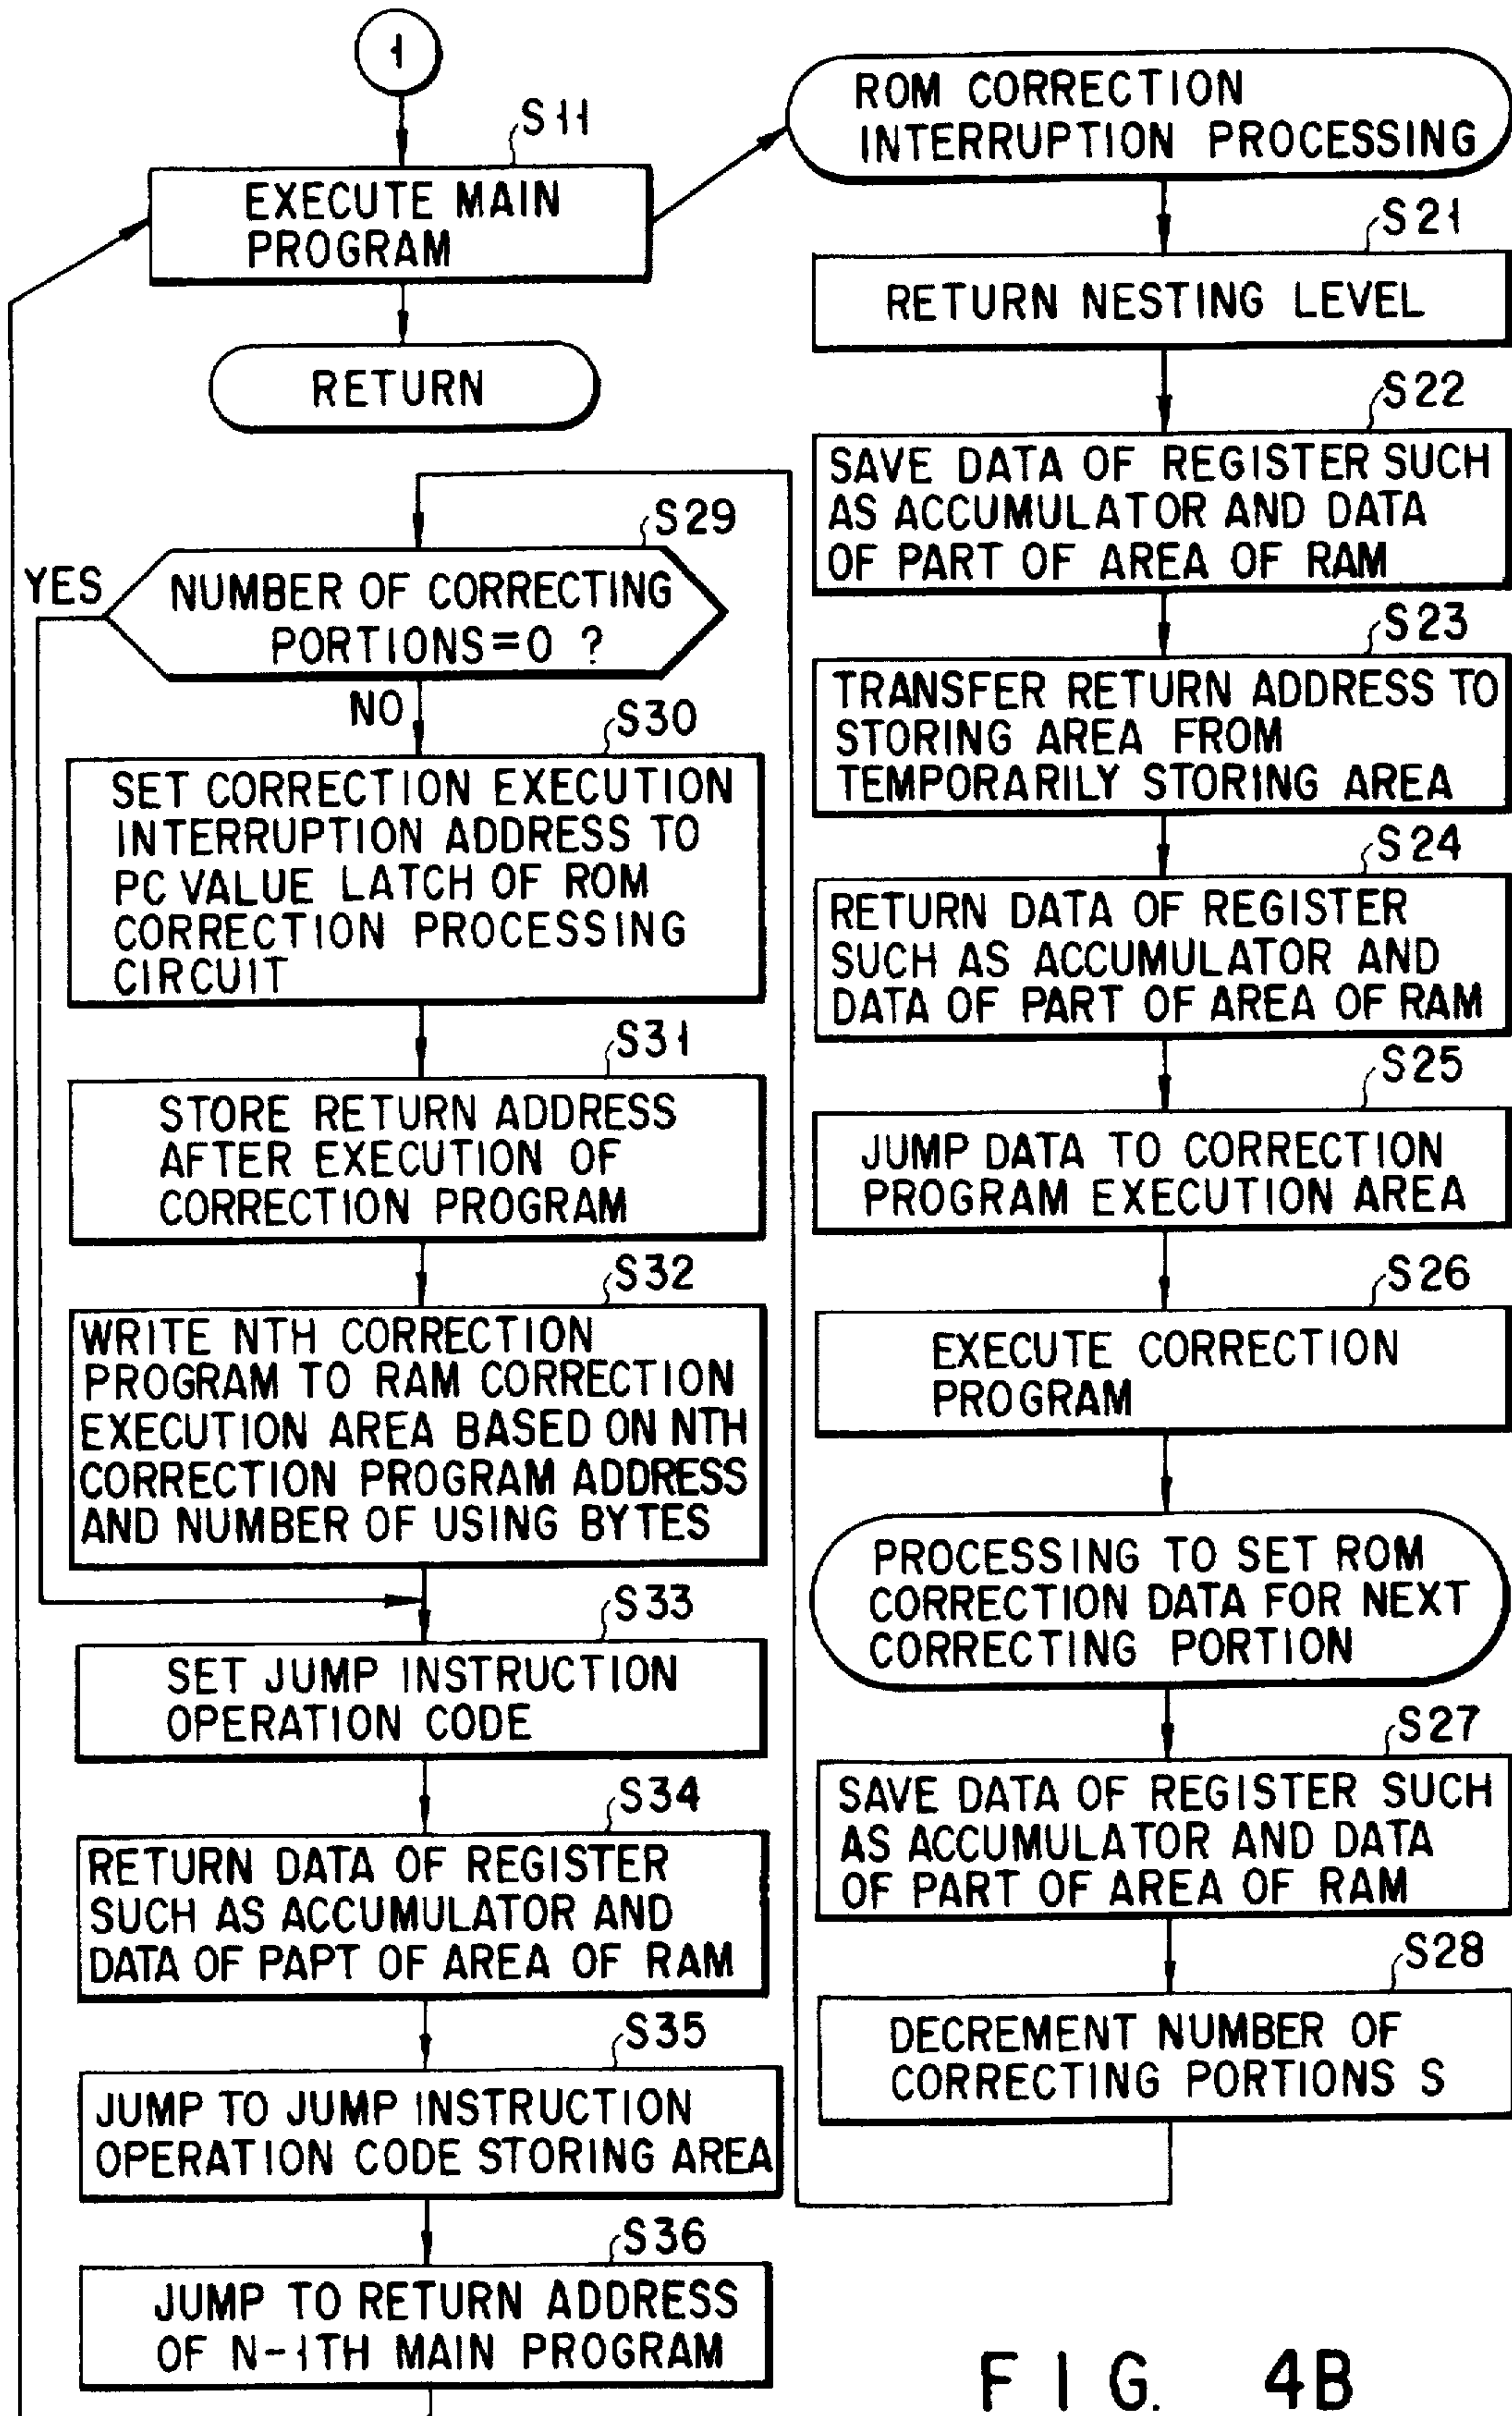 1
S11
EXECUTE MAIN
PROGRAM
RETURN
ROM CORRECTION
INTERRUPTION PROCESSING
S21
RETURN NESTING LEVEL
S22
SAVE DATA OF REGISTER SUCH
AS ACCUMULATOR AND DATA
OF PART OF AREA OF RAM
S23
TRANSFER RETURN ADDRESS TO
STORING AREA FROM
TEMPORARILY STORING AREA
S24
RETURN DATA OF REGISTER
SUCH AS ACCUMULATOR AND
DATA OF PART OF AREA OF RAM
S25
JUMP DATA TO CORRECTION
PROGRAM EXECUTION AREA
S26
EXECUTE CORRECTION
PROGRAM
PROCESSING TO SET ROM
CORRECTION DATA FOR NEXT
CORRECTING PORTION
S27
SAVE DATA OF REGISTER SUCH
AS ACCUMULATOR AND DATA
OF PART OF AREA OF RAM
S28
DECREMENT NUMBER OF
CORRECTING PORTIONS S
S29
YES
NUMBER OF CORRECTING
PORTIONS=0 ?
NO
S30
SET CORRECTION EXECUTION
INTERRUPTION ADDRESS TO
PC VALUE LATCH OF ROM
CORRECTION PROCESSING
CIRCUIT
S31
STORE RETURN ADDRESS
AFTER EXECUTION OF
CORRECTION PROGRAM
S32
WRITE NTH CORRECTION
PROGRAM TO RAM CORRECTION
EXECUTION AREA BASED ON NTH
CORRECTION PROGRAM ADDRESS
AND NUMBER OF USING BYTES
S33
SET JUMP INSTRUCTION
OPERATION CODE
S34
RETURN DATA OF REGISTER
SUCH AS ACCUMULATOR AND
DATA OF PAPT OF AREA OF RAM
S35
JUMP TO JUMP INSTRUCTION
OPERATION CODE STORING AREA
S36
JUMP TO RETURN ADDRESS
OF N-1TH MAIN PROGRAM
FIG. 4B